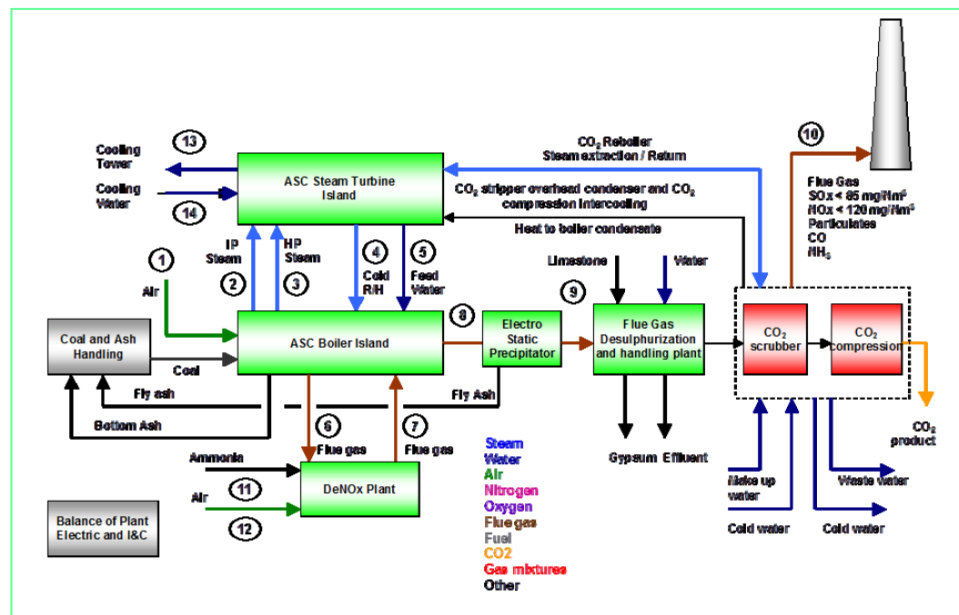 10
13
Cooling
Tower
CO2 Reboiler
Steam extraction / Return
ASC Steam Turbine
Island
Cooling
Water
14
CO2 stripper overhead condenser and CO2
compression intercooling
Heat to boiler condensate
Flue Gas
SOx < 85 mg/Nm3
NOx < 120 mg/Nm3
Particulates
CO
NH3
1
Air
IP
Steam
2
HP
Steam
3
4
Cold
R/H
5
Feed
Water
Limestone
Water
8
9
Coal and Ash
Handling
Coal
ASC Boiler Island
Electro
Static
Precipitator
Flue Gas
Desulphurization
and handling plant
CO2
scrubber
CO2
compression
Fly ash
Fly Ash
Bottom Ash
6
Flue gas
7
Flue gas
Gypsum
Effluent
CO2
product
Ammonia
11
Air
12
DeNOx Plant
Steam
Water
Air
Nitrogen
Oxygen
Flue gas
Fuel
CO2
Gas mixtures
Other
Make up
water
Waste water
Cold water
Cold water
Balance of Plant
Electric and I&C